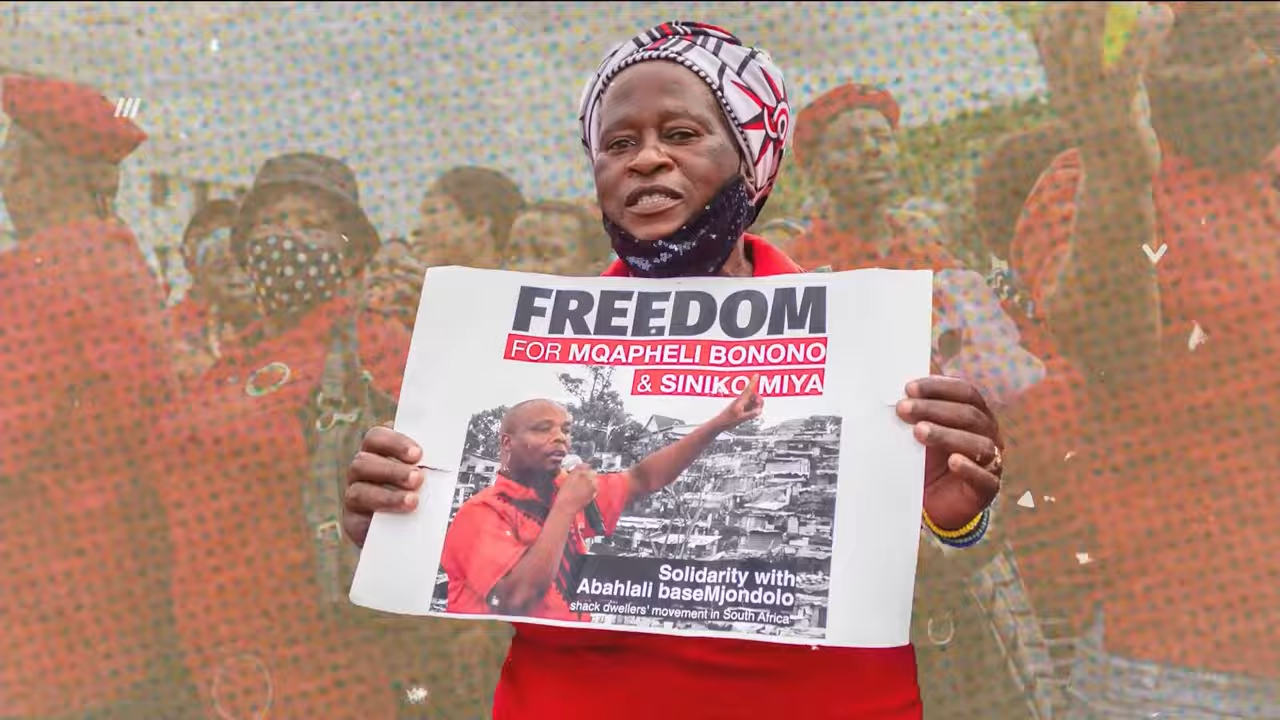 FREEDOM
FOR MQAPHELI BONONO
& SINIKO MIYA
Solidarity with
Abahlali baseMjondolo
shack dwellers' movement in South Africa